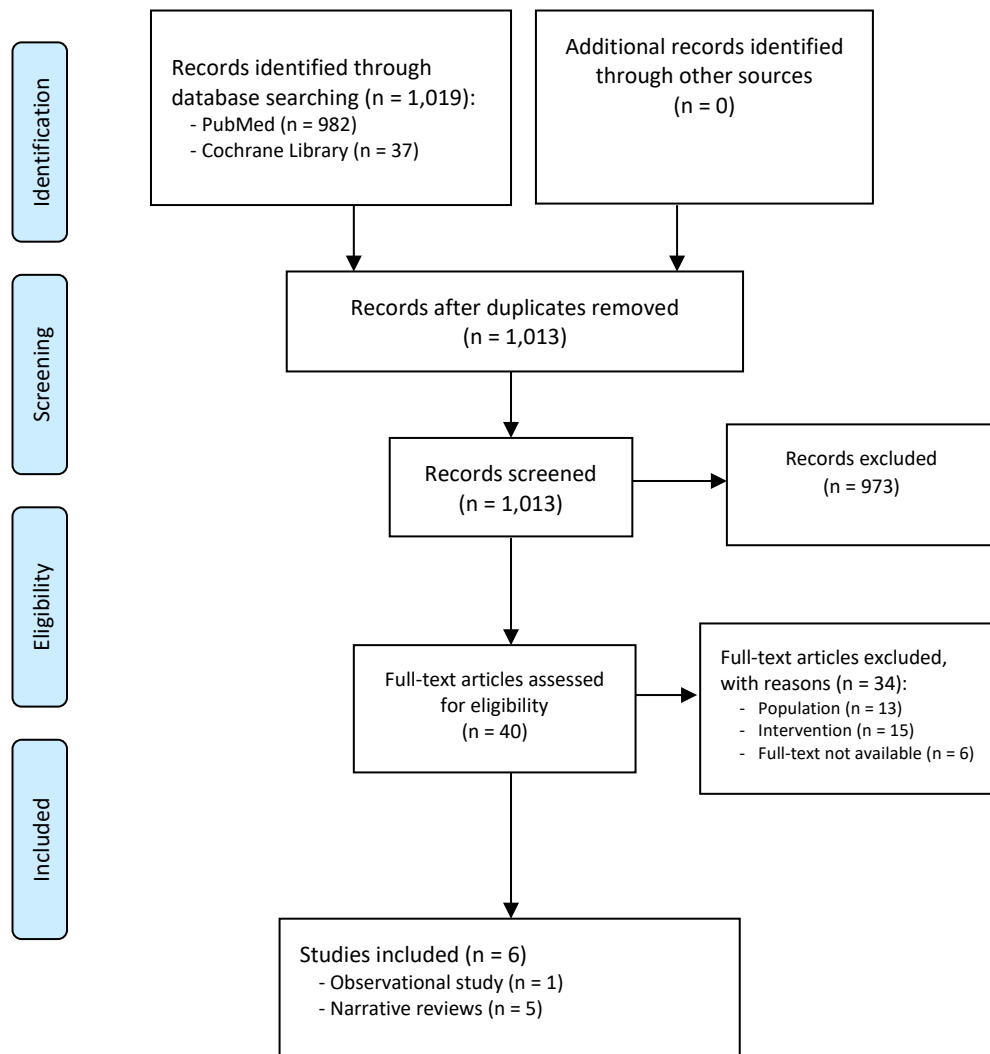 Identification
Records identified through
database searching (n = 1,019):
- PubMed (n = 982)
- Cochrane Library (n = 37)
Additional records identified
through other sources
(n = 0)
Screening
Records after duplicates removed
(n = 1,013)
Records screened
(n = 1,013)
Records excluded
(n = 973)
Eligibility
Full-text articles assessed
for eligibility
(n = 40)
Full-text articles excluded,
with reasons (n = 34):
- Population (n = 13)
- Intervention (n = 15)
- Full-text not available (n = 6)
Included
Studies included (n = 6)
- Observational study (n = 1)
- Narrative reviews (n = 5)